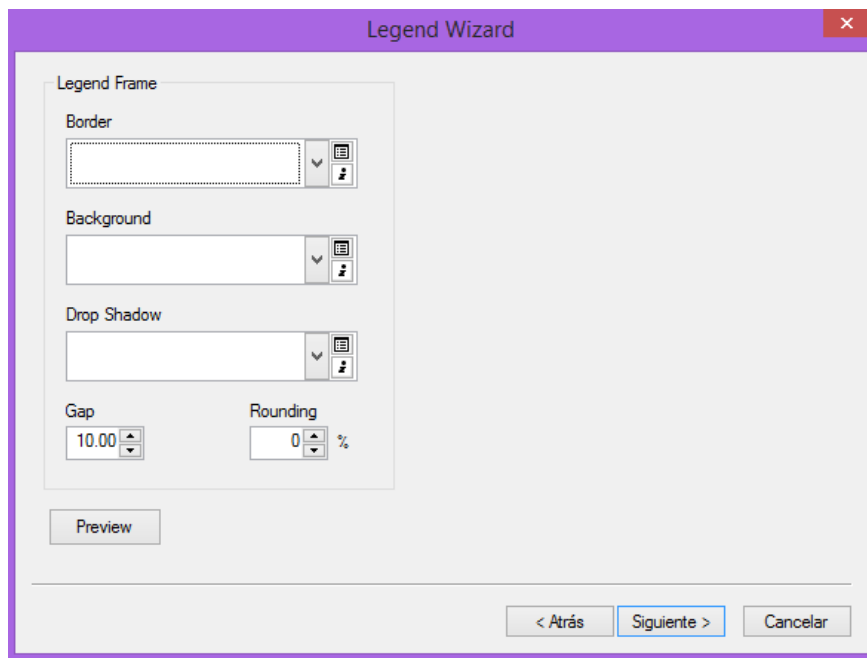 Legend Wizard
Legend Frame
Border
Background
Drop Shadow
Gap Rounding
10.00 0 %
Preview
< Atrás Siguiente > Cancelar